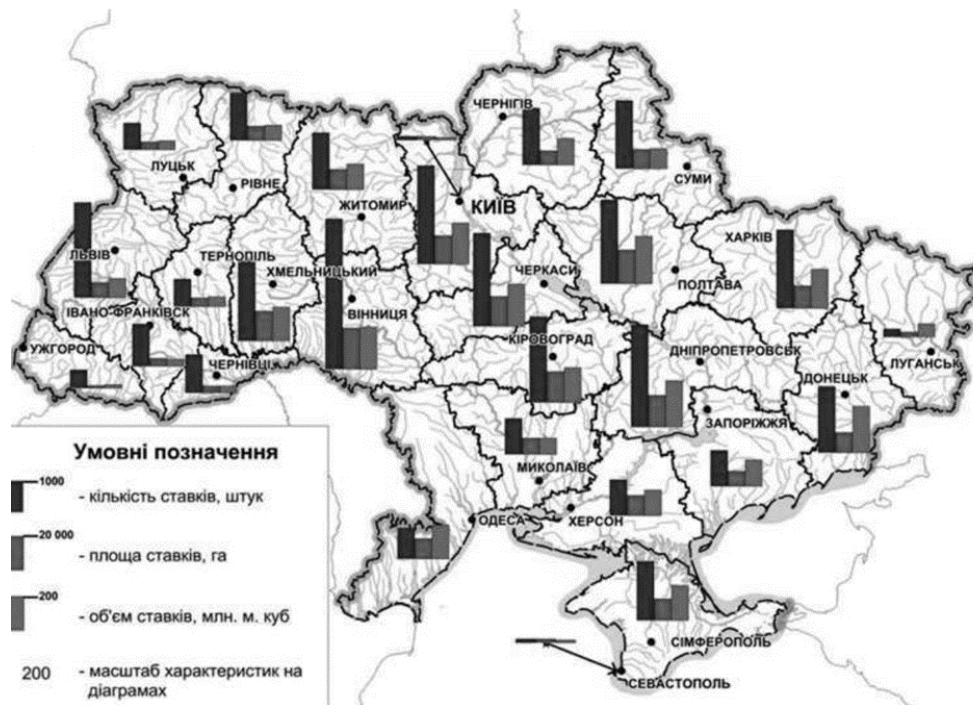 ЧЕРНІГІВ
ЛУЦЬК
РІВНЕ
СУМИ
ЖИТОМИР
КИЇВ
ЛЬВІВ
ТЕРНОПІЛЬ
ХМЕЛЬНИЦЬКИЙ
ЧЕРКАСИ
ПОЛТАВА
ХАРКІВ
ІВАНО-ФРАНКІВСК
ВІННИЦЯ
УЖГОРОД
ЧЕРНІВЦІ
КІРОВОГРАД
ДНІПРОПЕТРОВСЬК
ЛУГАНСЬК
ДОНЕЦЬК
ЗАПОРІЖЖЯ
МИКОЛАЇВ
ОДЕСА
ХЕРСОН
СІМФЕРОПОЛЬ
СЕВАСТОПОЛЬ
Умовні позначення
1000
- кількість ставків, штук
20 000
- площа ставків, га
200
- об'єм ставків, млн. м. куб
200 - масштаб характеристик на
діаграмах